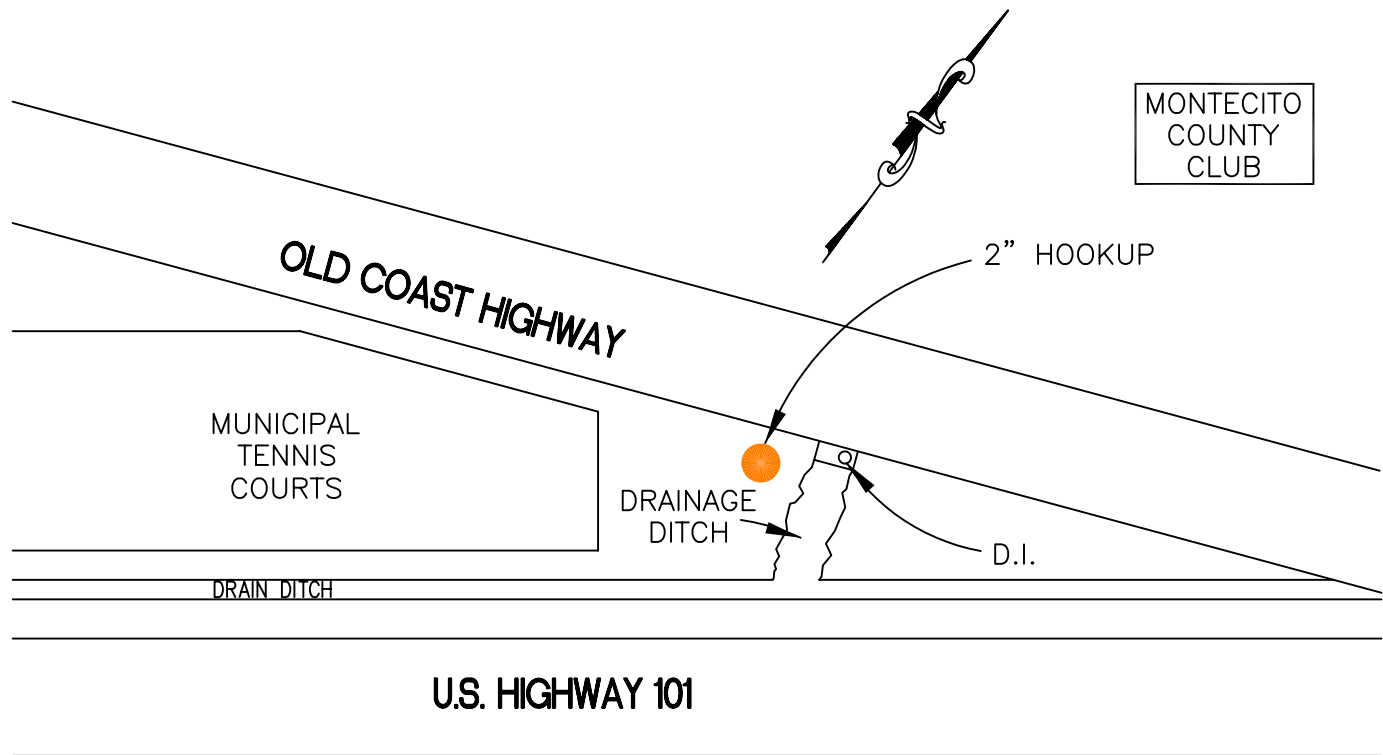 MONTECITO
COUNTY
CLUB
2” HOOKUP
OLD COAST HIGHWAY
MUNICIPAL
TENNIS
COURTS
DRAINAGE
DITCH
D.I.
DRAIN DITCH
U.S. HIGHWAY 101